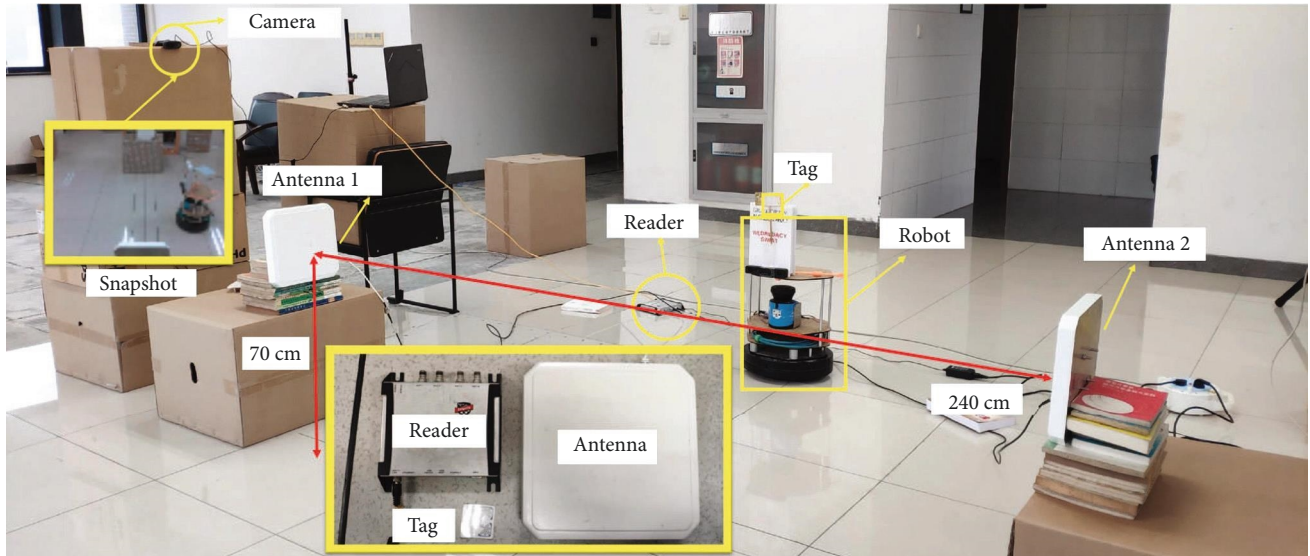 Camera
Antenna 1
Tag
Reader
Robot
Antenna 2
Snapshot
70 cm
240 cm
Reader
Antenna
Tag